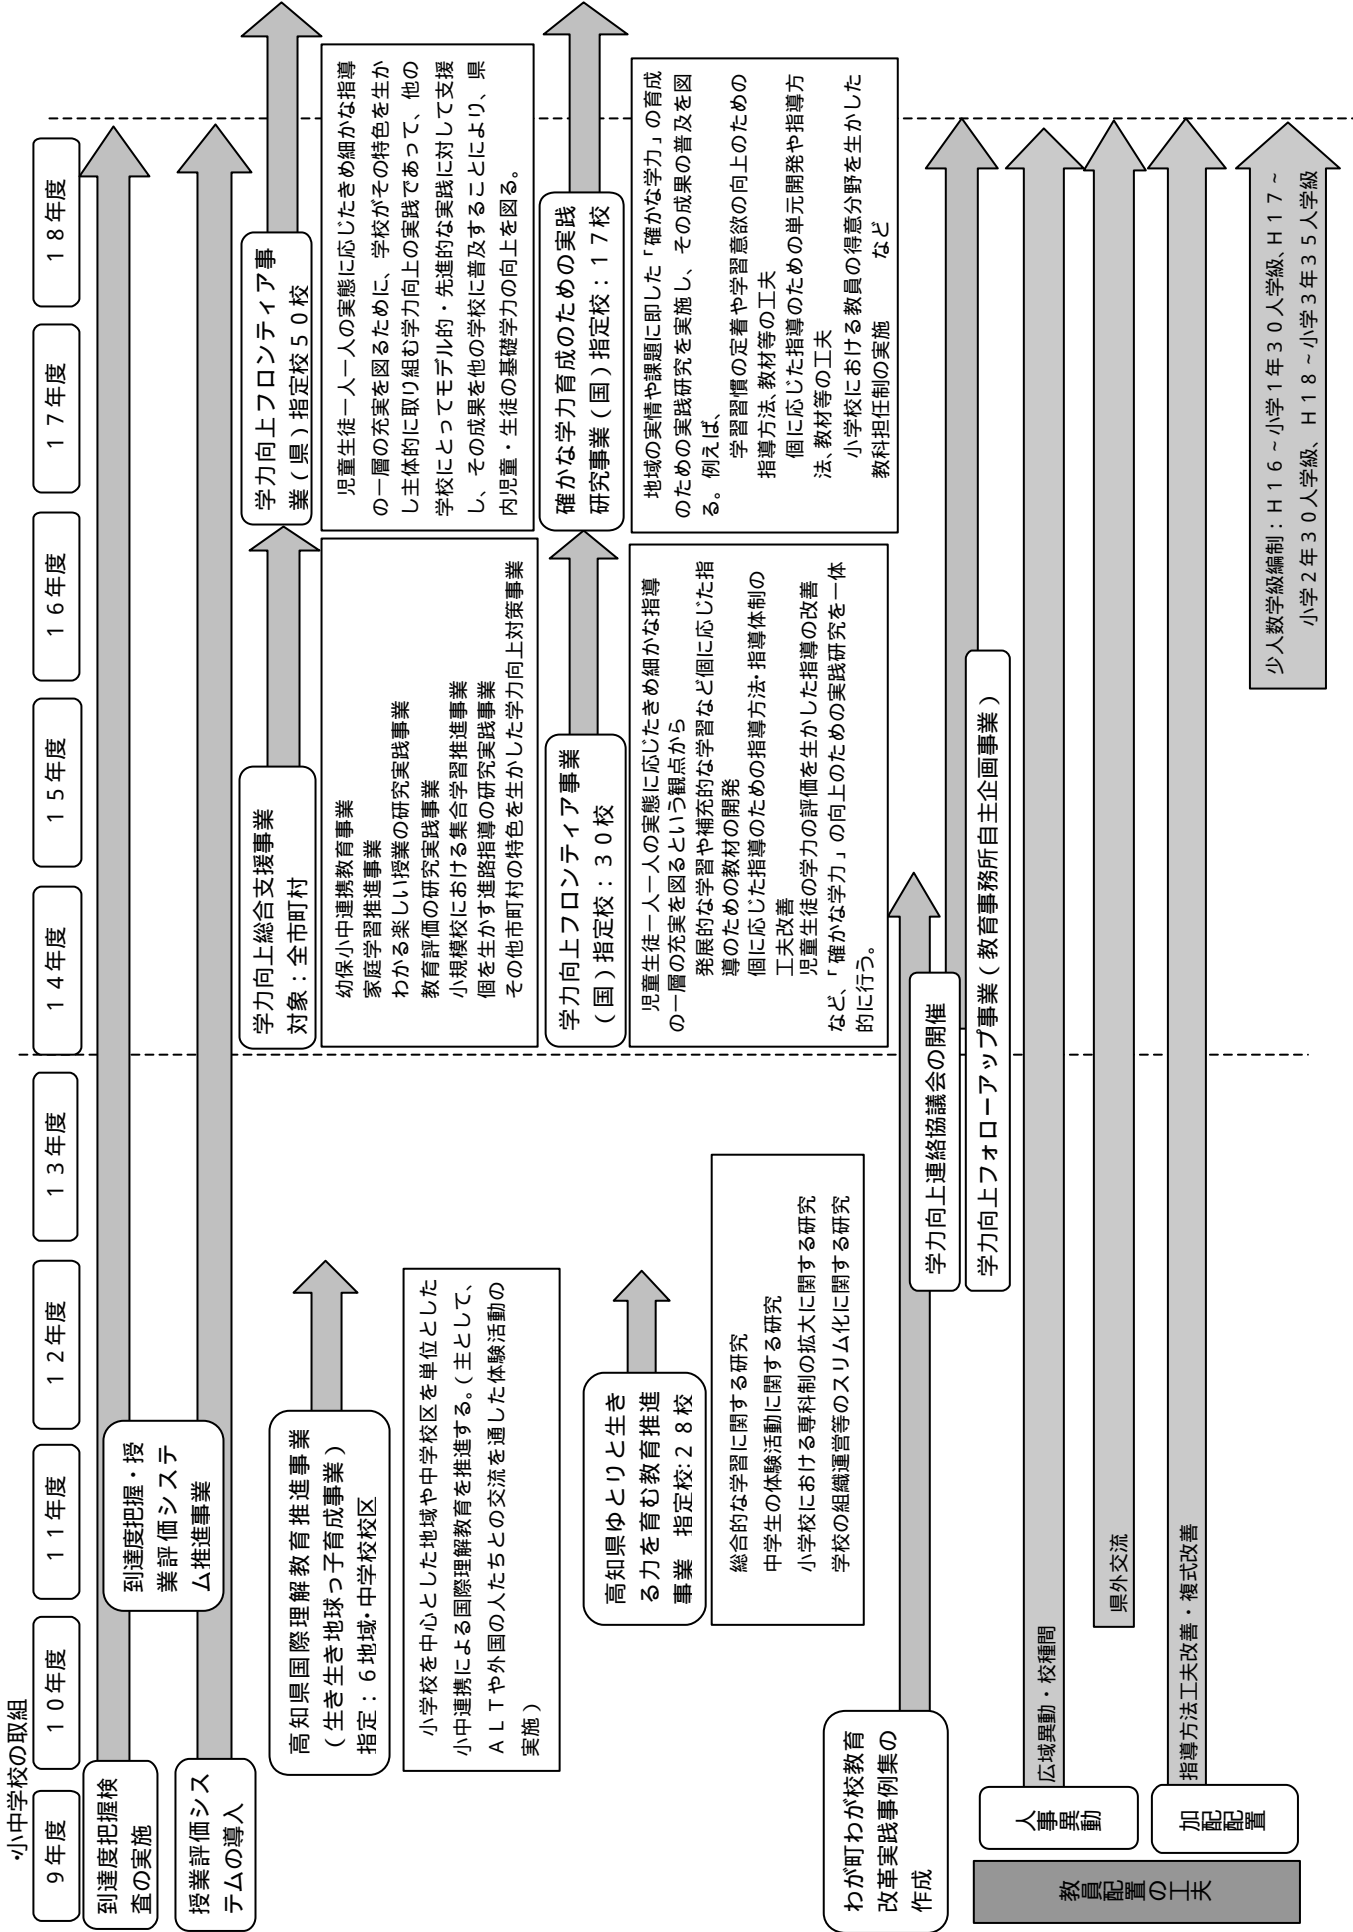 ・小中学校の取組
９年度
１０年度
１１年度
１２年度
１３年度
１４年度
１５年度
１６年度
１７年度
１８年度
到達度把握検
査の実施
授業評価シス
テムの導入
到達度把握・授
業評価システ
ム推進事業
高知県国際理解教育推進事業
（生き生き地球っ子育成事業）
指定：６地域・中学校校区
小学校を中心とした地域や中学校区を単位とした
小中連携による国際理解教育を推進する。（主として、
ＡＬＴや外国の人たちとの交流を通した体験活動の
実施）
高知県ゆとりと生き
る力を育む教育推進
事業　指定校：２８校
総合的な学習に関する研究
中学生の体験活動に関する研究
小学校における専科制の拡大に関する研究
学校の組織運営等のスリム化に関する研究
学力向上総合支援事業
対象：全市町村
幼保小中連携教育事業
家庭学習推進事業
わかる楽しい授業の研究実践事業
教育評価の研究実践事業
小規模校における集合学習推進事業
個を生かす進路指導の研究実践事業
その他市町村の特色を生かした学力向上対策事業
学力向上フロンティア事業
（国）指定校：３０校
児童生徒一人一人の実態に応じたきめ細かな指導
の一層の充実を図るという観点から
発展的な学習や補充的な学習など個に応じた指
導のための教材の開発
個に応じた指導のための指導方法・指導体制の
工夫改善
児童生徒の学力の評価を生かした指導の改善
など、「確かな学力」の向上のための実践研究を一体
的に行う。
学力向上フロンティア事
業（県）指定校５０校
児童生徒一人一人の実態に応じたきめ細かな指導
の一層の充実を図るために、学校がその特色を生か
し主体的に取り組む学力向上の実践であって、他の
学校にとってモデル的・先進的な実践に対して支援
し、その成果を他の学校に普及することにより、県
内児童・生徒の基礎学力の向上を図る。
確かな学力育成のための実践
研究事業（国）指定校：１７校
地域の実情や課題に即した「確かな学力」の育成
のための実践研究を実施し、その成果の普及を図
る。例えば、
学習習慣の定着や学習意欲の向上のための
指導方法、教材等の工夫
個に応じた指導のための単元開発や指導方
法、教材等の工夫
小学校における教員の得意分野を生かした
教科担任制の実施　　　など
わが町わが校教育
改革実践事例集の
作成
学力向上連絡協議会の開催
学力向上フォローアップ事業（教育事務所自主企画事業）
教員配置の工夫
人事異動
広域異動・校種間
県外交流
加配配置
指導方法工夫改善・複式改善
少人数学級編制：Ｈ１６～小学１年３０人学級、Ｈ１７～
小学２年３０人学級、Ｈ１８～小学３年３５人学級